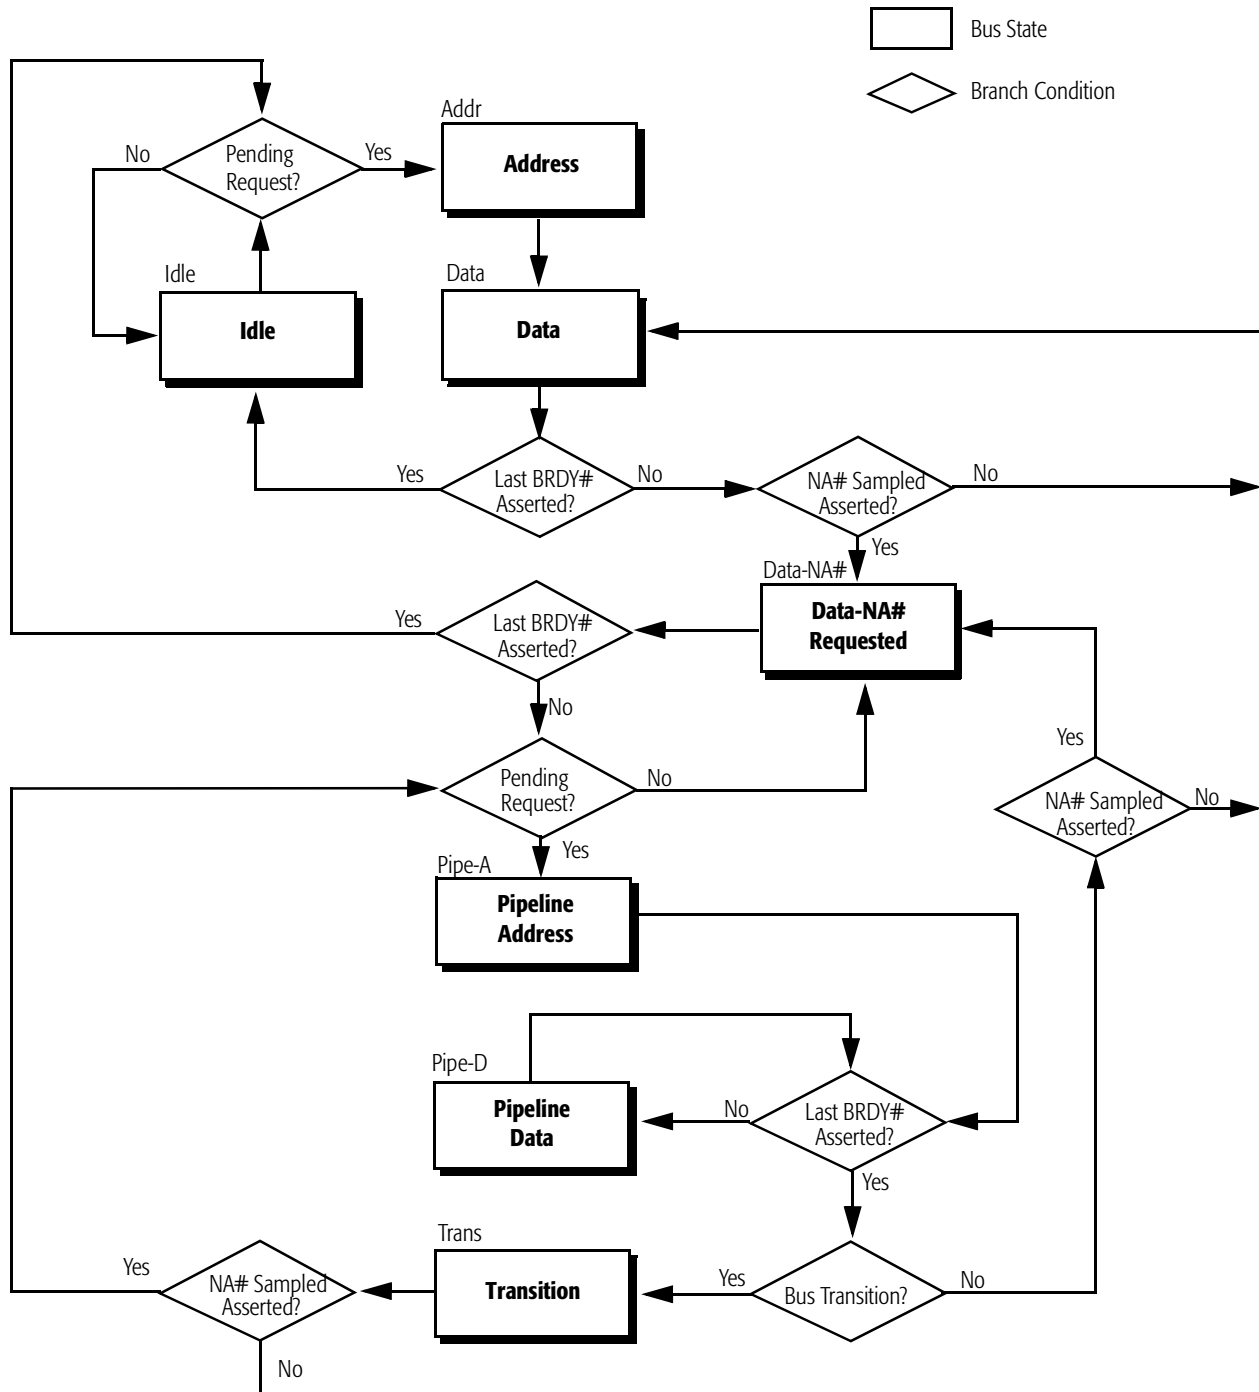 Bus State
Branch Condition
Addr
No
Pending
Request?
Yes
Address
Idle
Data
Idle
Data
Yes
Last BRDY#
Asserted?
No
NA# Sampled
Asserted?
No
Yes
Data-NA#
Yes
Last BRDY#
Asserted?
Data-NA#
Requested
No
Yes
Pending
Request?
No
NA# Sampled
Asserted?
No
Yes
Pipe-A
Pipeline
Address
Pipe-D
Pipeline
Data
No
Last BRDY#
Asserted?
Yes
Trans
Yes
NA# Sampled
Asserted?
Transition
Yes
Bus Transition?
No
No